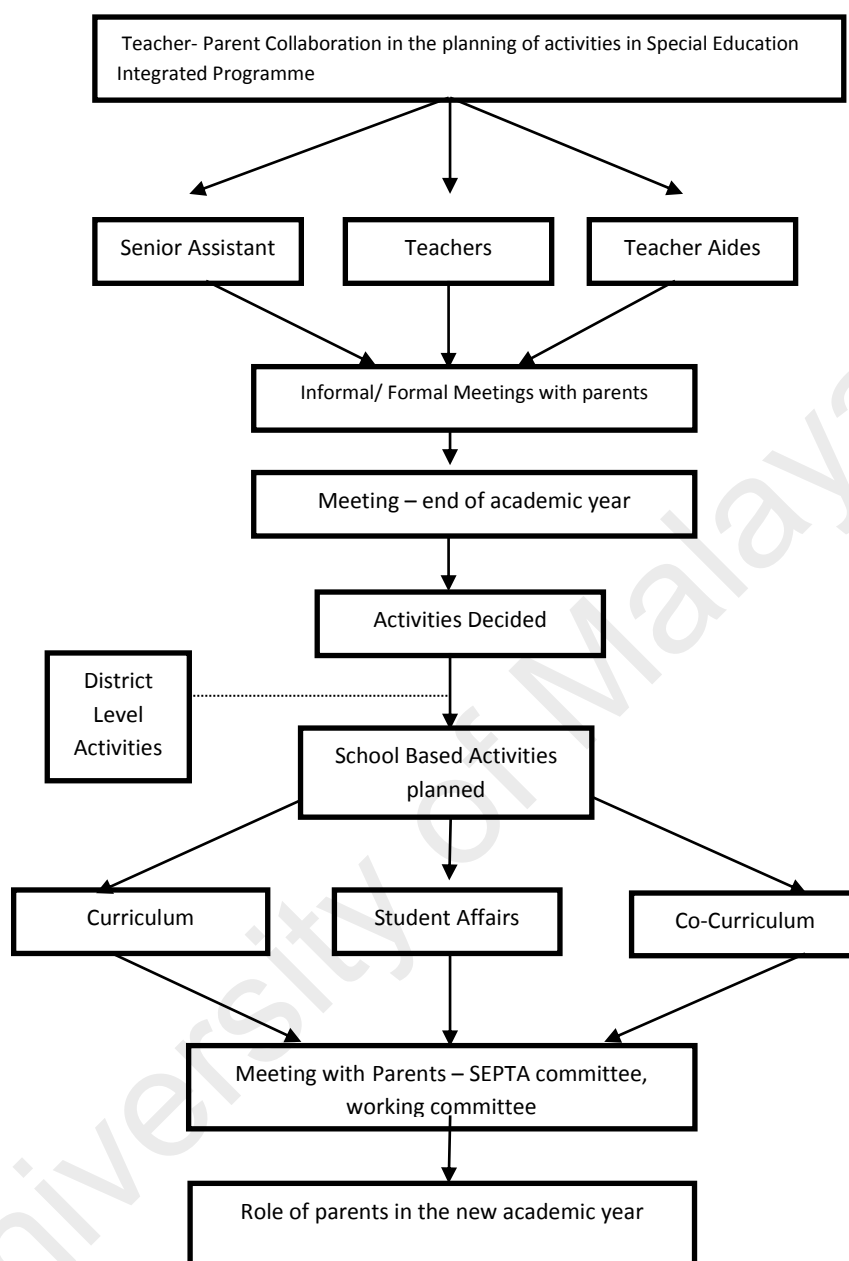 Teacher- Parent Collaboration in the planning of activities in Special Education
Integrated Programme
Senior Assistant
Teachers
Teacher Aides
Informal/ Formal Meetings with parents
Meeting – end of academic year
Activities Decided
District
Level
Activities
School Based Activities
planned
Curriculum
Student Affairs
Co-Curriculum
Meeting with Parents – SEPTA committee,
working committee
Role of parents in the new academic year
University of Malaya